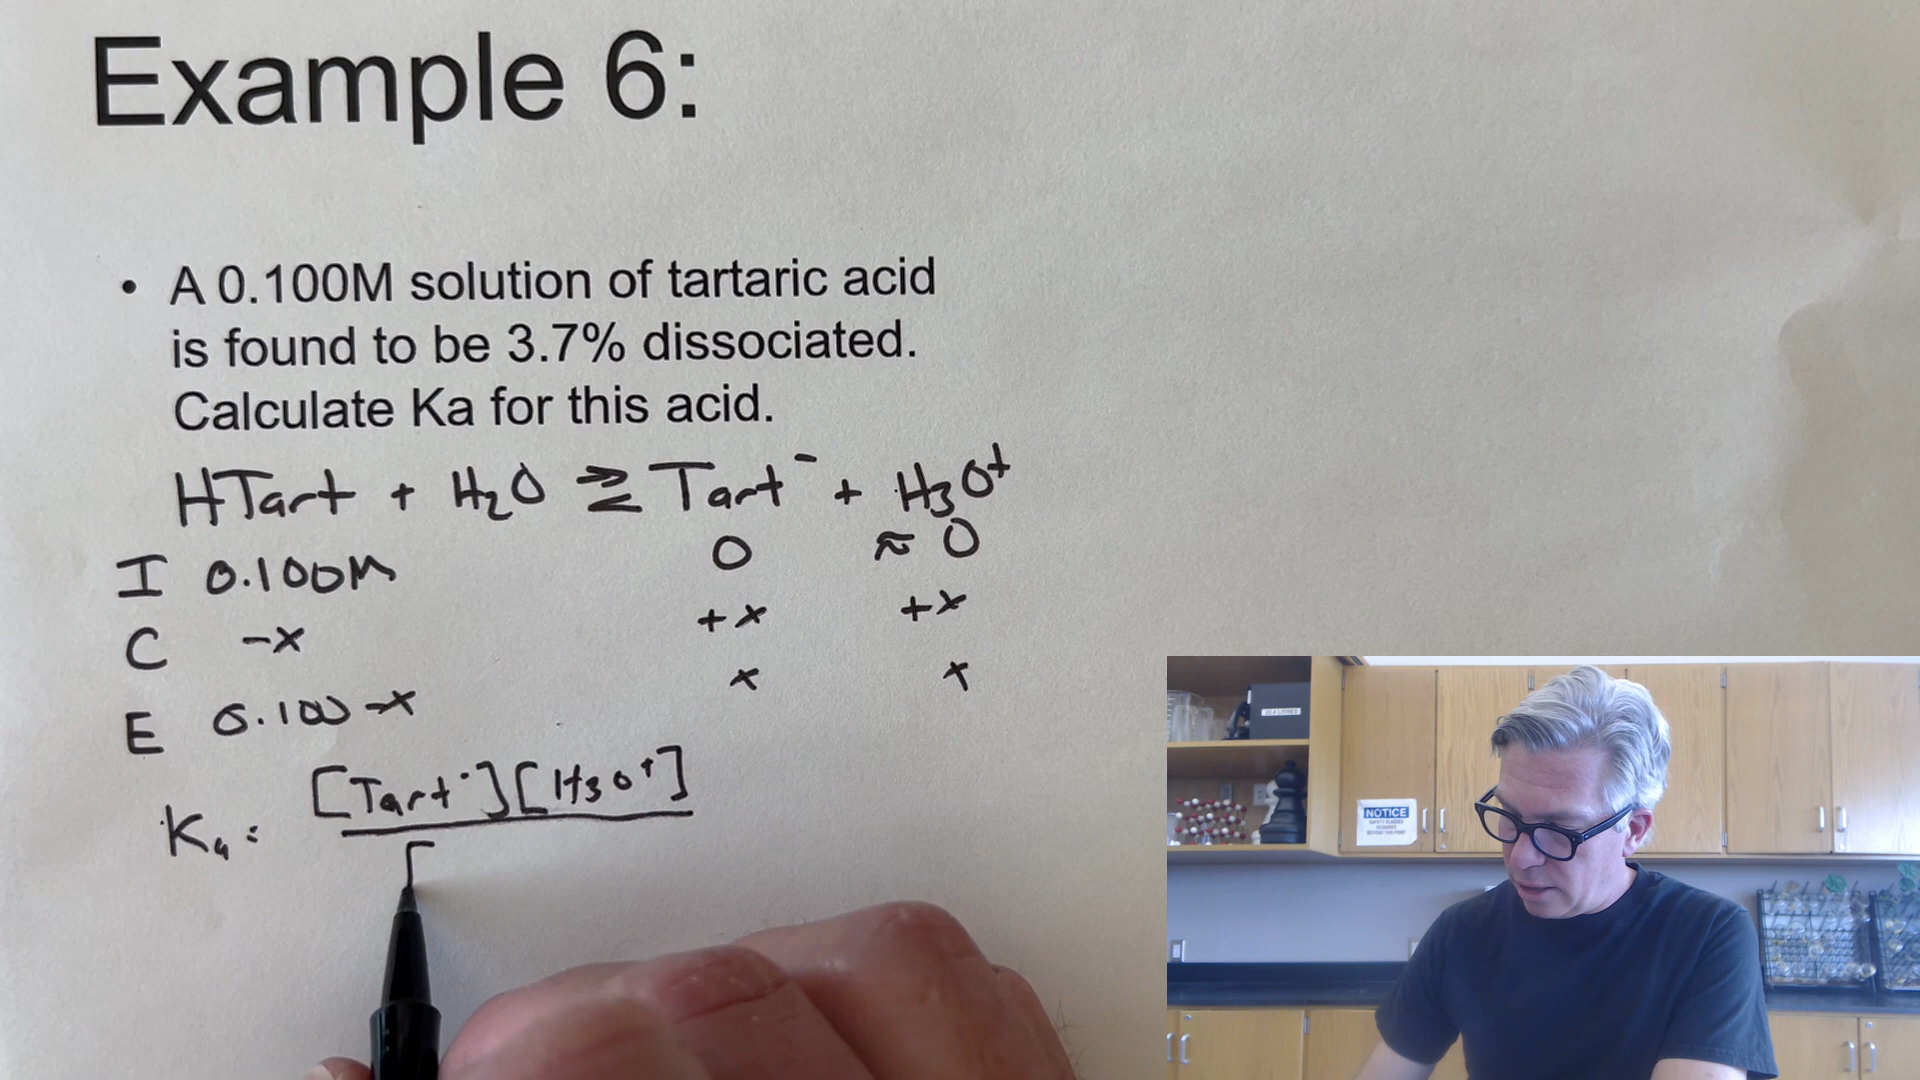 Example 6:
• A 0.100M solution of tartaric acid
is found to be 3.7% dissociated.
Calculate Ka for this acid.
HTart + H₂O ⇄ Tart⁻ + H₃O⁺
I 0.100M 0 ≈ 0
C -x +x +x
E 0.100-x x x
Ka = [Tart⁻][H₃O⁺]
[
NOTICE